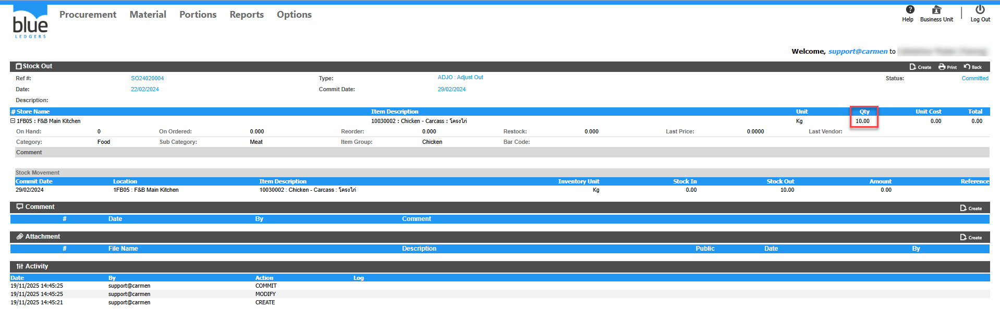 blue
LEDGERS
Procurement Material Portions Reports Options
Help Business Unit Log Out
Welcome, support@carmen to
Stock Out Create Print Back
Ref #: SO24020004 Type: ADJO : Adjust Out Status: Committed
Date: 22/02/2024 Commit Date: 29/02/2024
Description:
# Store Name Item Description Unit Qty Unit Cost Total
1FB05 : F&B Main Kitchen 10030002 : Chicken - Carcass : โครงไก่ Kg 10.00 0.00 0.00
On Hand: 0 On Ordered: 0.000 Reorder: 0.000 Restock: 0.000 Last Price: 0.0000 Last Vendor:
Category: Food Sub Category: Meat Item Group: Chicken Bar Code:
Comment
Stock Movement
Commit Date Location Item Description Inventory Unit Stock In Stock Out Amount Reference
29/02/2024 1FB05 : F&B Main Kitchen 10030002 : Chicken - Carcass : โครงไก่ Kg 0.00 10.00 0.00
Comment Create
# Date By Comment
Attachment Create
# File Name Description Public Date By
Activity
Date By Action Log
19/11/2025 14:45:25 support@carmen COMMIT
19/11/2025 14:45:25 support@carmen MODIFY
19/11/2025 14:45:21 support@carmen CREATE